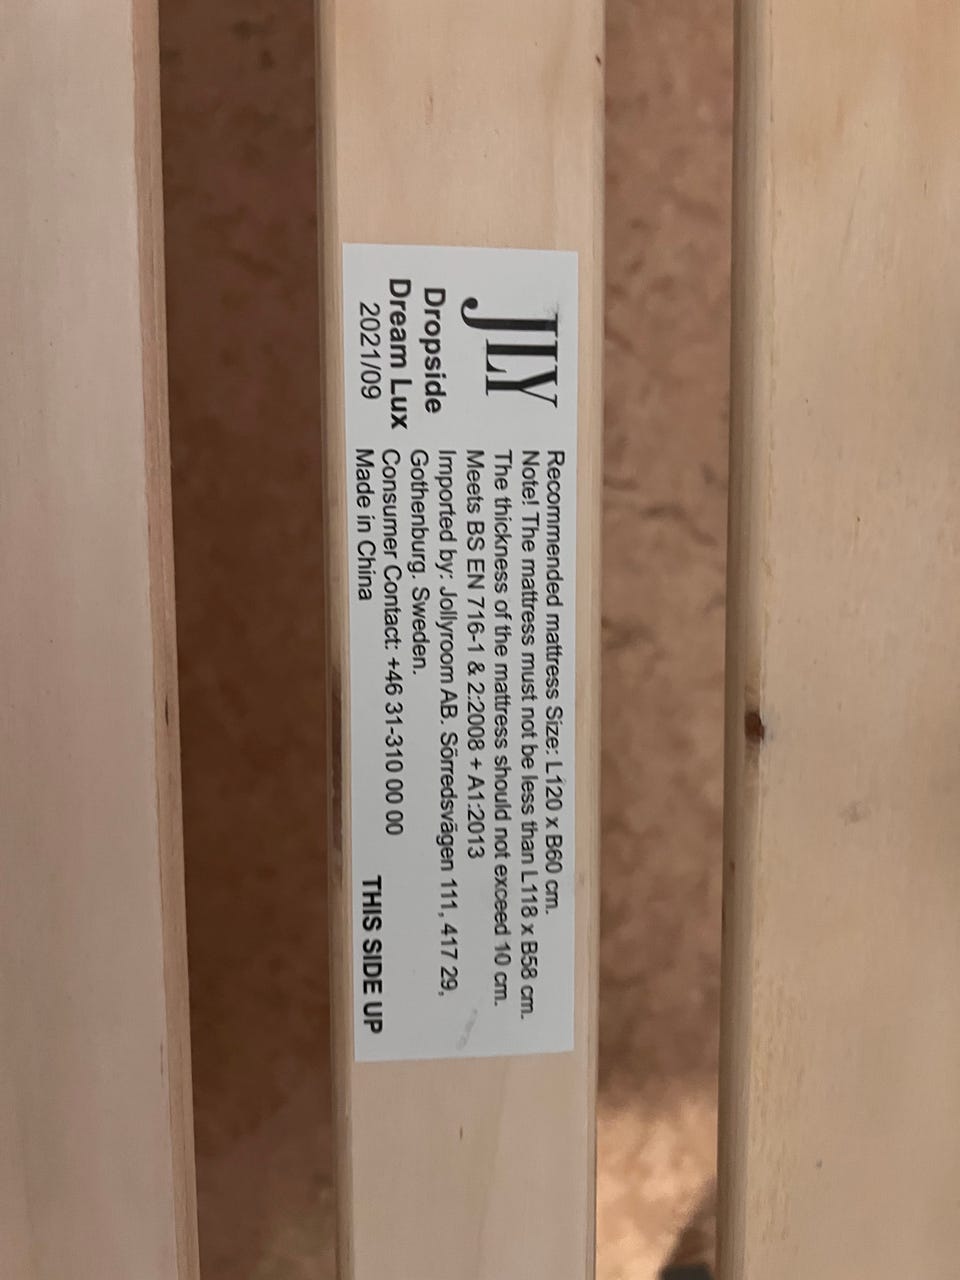 JLY
Dropside
Dream Lux
2021/09
Recommended mattress Size: L120 x B60 cm.
Note! The mattress must not be less than L118 x B58 cm.
The thickness of the mattress should not exceed 10 cm.
Meets BS EN 716-1 & 2:2008 + A1:2013
Imported by: Jollyroom AB. Sörredsvägen 111, 417 29,
Gothenburg. Sweden.
Consumer Contact: +46 31-310 00 00
Made in China
THIS SIDE UP